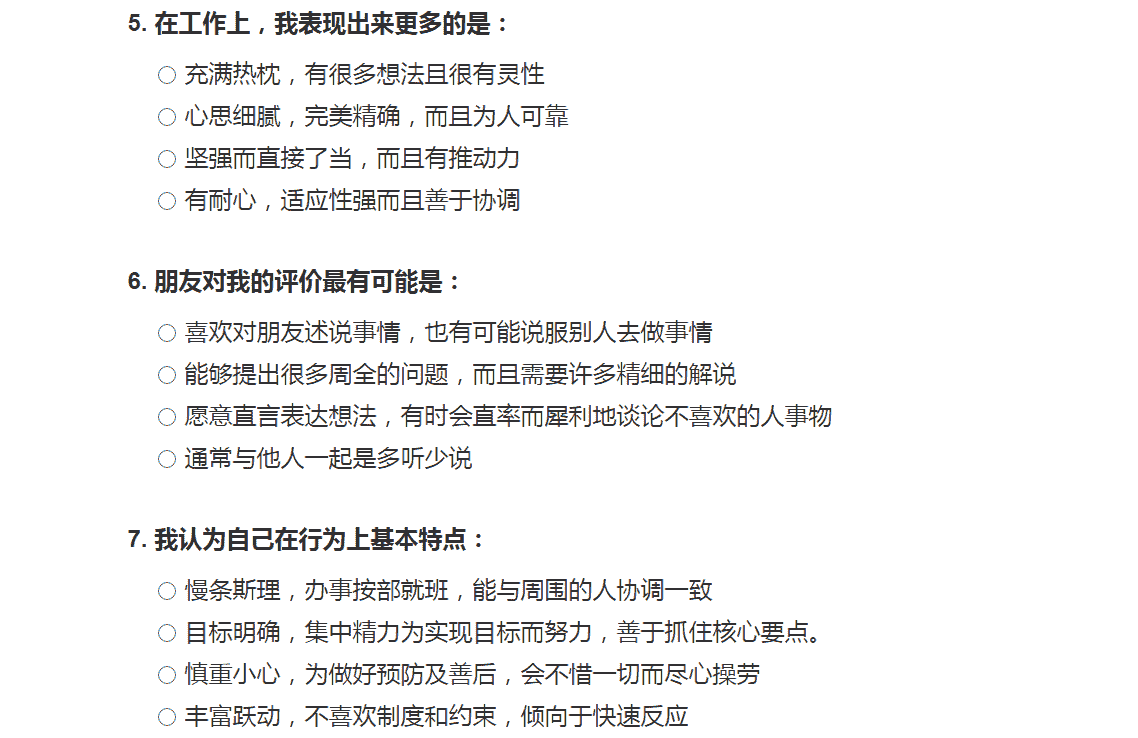 5. 在工作上，我表现出来更多的是：
充满热枕，有很多想法且很有灵性
心思细腻，完美精确，而且为人可靠
坚强而直接了当，而且有推动力
有耐心，适应性强而且善于协调
6. 朋友对我的评价最有可能是：
喜欢对朋友述说事情，也有可能说服别人去做事情
能够提出很多周全的问题，而且需要许多精细的解说
愿意直言表达想法，有时会直率而犀利地谈论不喜欢的人事物
通常与他人一起是多听少说
7. 我认为自己在行为上基本特点：
慢条斯理，办事按部就班，能与周围的人协调一致
目标明确，集中精力为实现目标而努力，善于抓住核心要点。
慎重小心，为做好预防及善后，会不惜一切而尽心操劳
丰富跃动，不喜欢制度和约束，倾向于快速反应